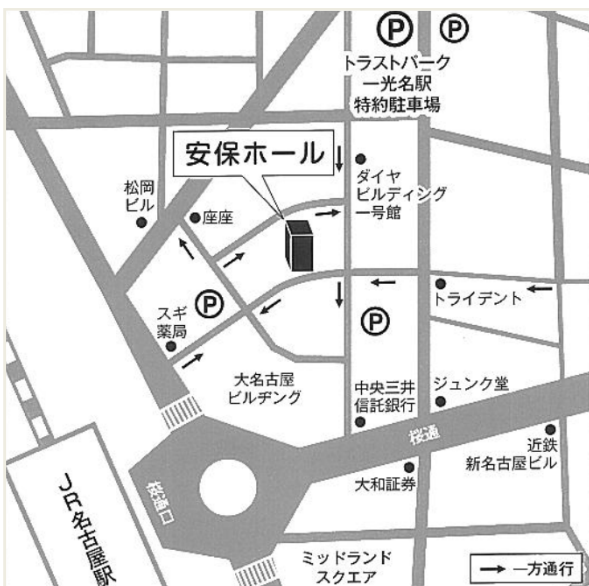 P
P
トラストパーク
一光名駅
特約駐車場
安保ホール
ダイヤ
ビルディング
一号館
松岡
ビル
座座
スギ
薬局
P
P
トライデント
大名古屋
ビルヂング
中央三井
信託銀行
ジュンク堂
桜通
近鉄
新名古屋ビル
大和証券
桜通口
JR名古屋駅
ミッドランド
スクエア
一方通行